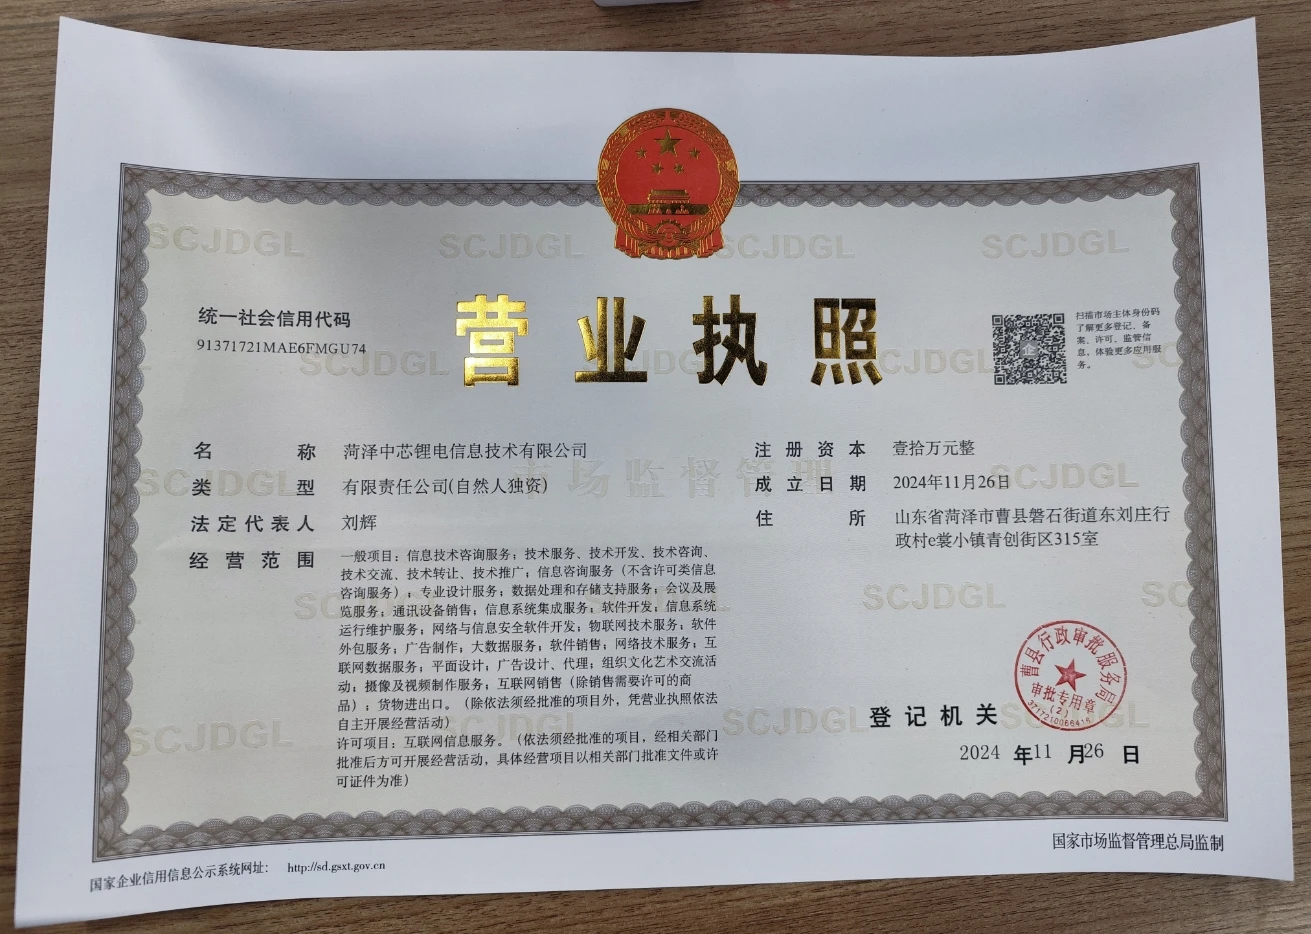 营业执照
统一社会信用代码
91371721MAE6FMGU74
扫描市场主体身份码
了解更多登记、备
案、许可、监管信
息，体验更多应用服
务。
名称 菏泽中芯锂电信息技术有限公司
类型 有限责任公司(自然人独资)
法定代表人 刘辉
经营范围 一般项目：信息技术咨询服务；技术服务、技术开发、技术咨询、
技术交流、技术转让、技术推广；信息咨询服务（不含许可类信息
咨询服务）；专业设计服务；数据处理和存储支持服务；会议及展
览服务；通讯设备销售；信息系统集成服务；软件开发；信息系统
运行维护服务；网络与信息安全软件开发；物联网技术服务；软件
外包服务；广告制作；大数据服务；软件销售；网络技术服务；互
联网数据服务；平面设计；广告设计、代理；组织文化艺术交流活
动；摄像及视频制作服务；互联网销售（除销售需要许可的商
品）；货物进出口。（除依法须经批准的项目外，凭营业执照依法
自主开展经营活动）
许可项目：互联网信息服务。（依法须经批准的项目，经相关部门
批准后方可开展经营活动，具体经营项目以相关部门批准文件或许
可证件为准）
注册资本 壹拾万元整
成立日期 2024年11月26日
住所 山东省菏泽市曹县磐石街道东刘庄行
政村e裳小镇青创街区315室
曹县行政审批服务局
审批专用章
(2)
3717210066416
登记机关
2024 年11 月26 日
国家企业信用信息公示系统网址： http://sd.gsxt.gov.cn
国家市场监督管理总局监制
SCJDGL
市场监督管理